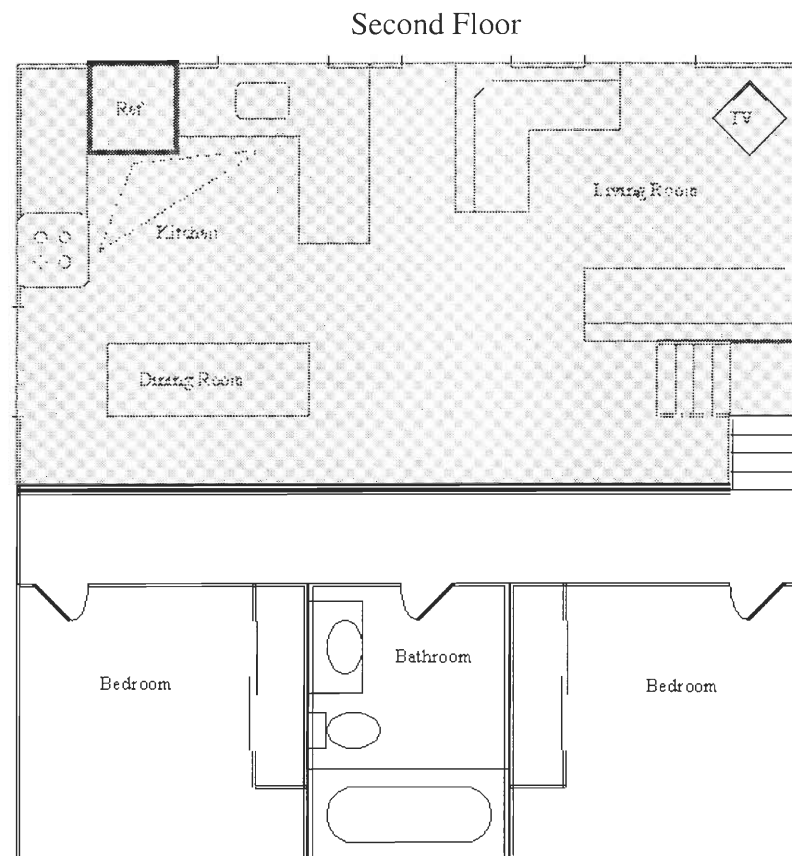 Second Floor
Ref
TV
Living Room
Kitchen
Dining Room
Bathroom
Bedroom
Bedroom